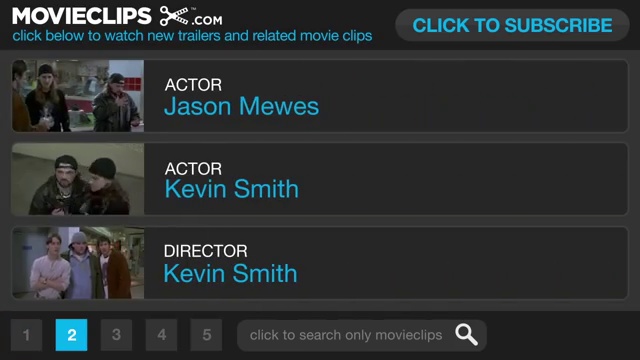 MOVIECLIPS .COM
click below to watch new trailers and related movie clips
CLICK TO SUBSCRIBE
ACTOR
Jason Mewes
ACTOR
Kevin Smith
DIRECTOR
Kevin Smith
1 2 3 4 5
click to search only movieclips